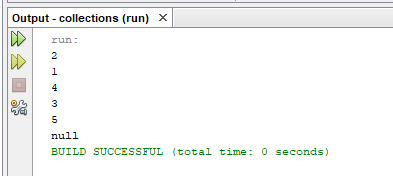 Output - collections (run)
run:
2
1
4
3
5
null
BUILD SUCCESSFUL (total time: 0 seconds)